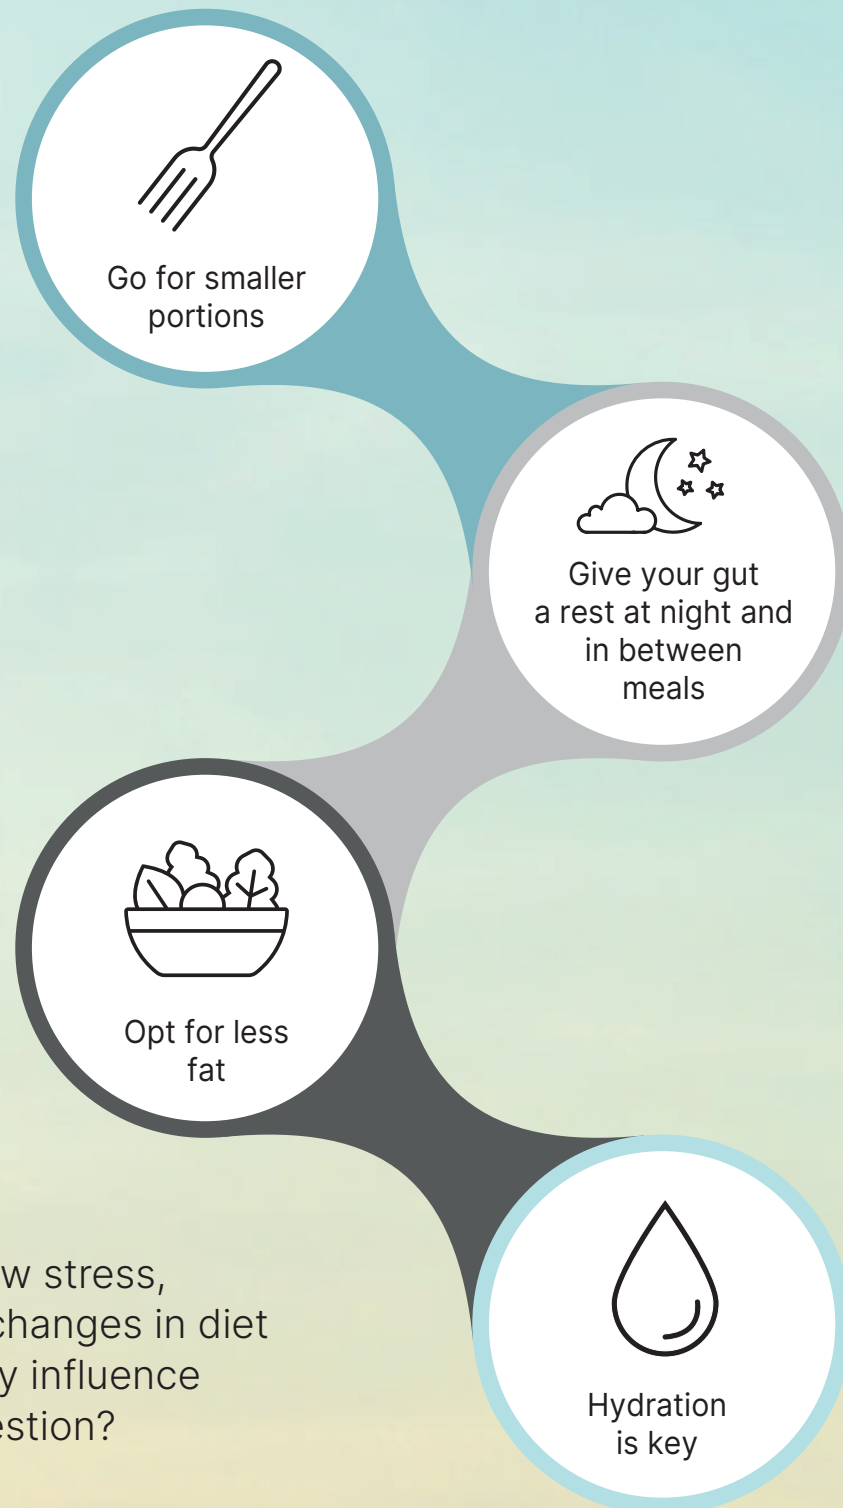 Go for smaller
portions
Give your gut
a rest at night and
in between
meals
Opt for less
fat
stress,
changes in diet
influence
Hydration
is key